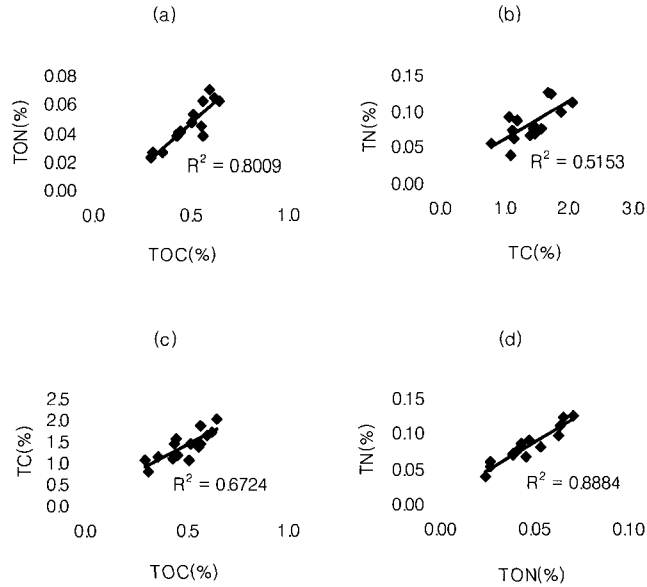 (a)
0.08
0.06
0.04
0.02
0.00
TON(%)
R² = 0.8009
0.0 0.5 1.0
TOC(%)
(b)
0.15
0.10
0.05
0.00
TN(%)
R² = 0.5153
0.0 1.0 2.0 3.0
TC(%)
(c)
2.5
2.0
1.5
1.0
0.5
0.0
TC(%)
R² = 0.6724
0.0 0.5 1.0
TOC(%)
(d)
0.15
0.10
0.05
0.00
TN(%)
R² = 0.8884
0.00 0.05 0.10
TON(%)